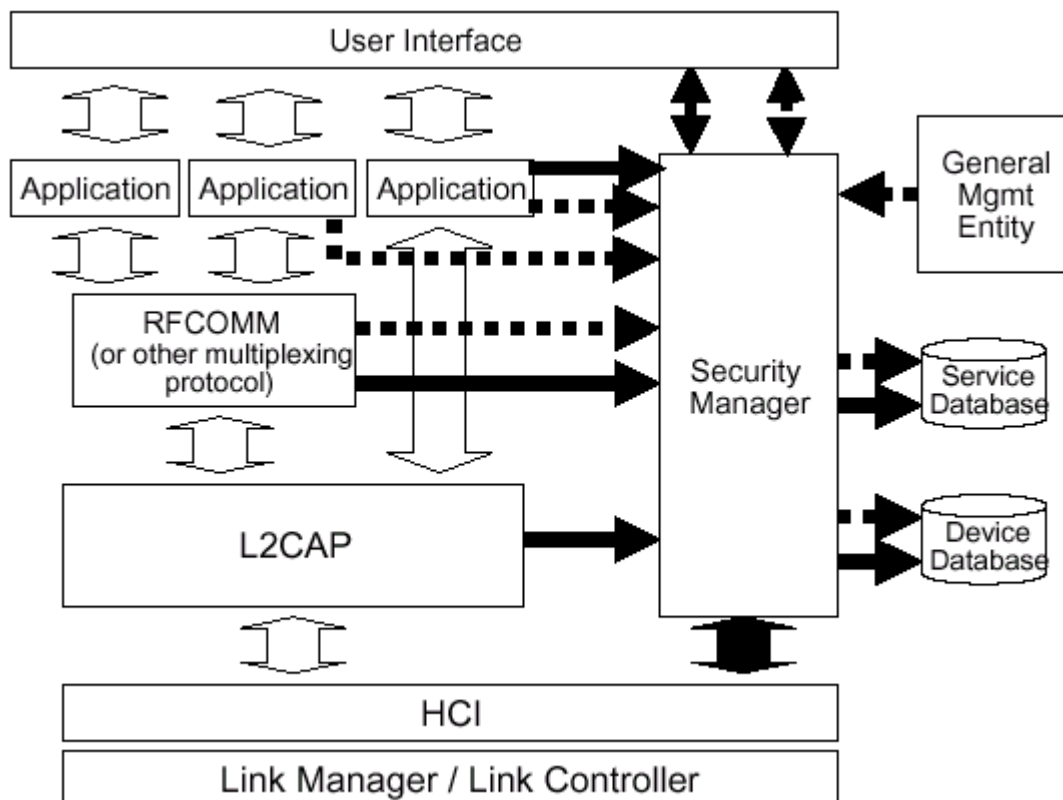 User Interface
Application
Application
Application
General
Mgmt
Entity
RFCOMM
(or other multiplexing
protocol)
Security
Manager
Service
Database
L2CAP
Device
Database
HCI
Link Manager / Link Controller